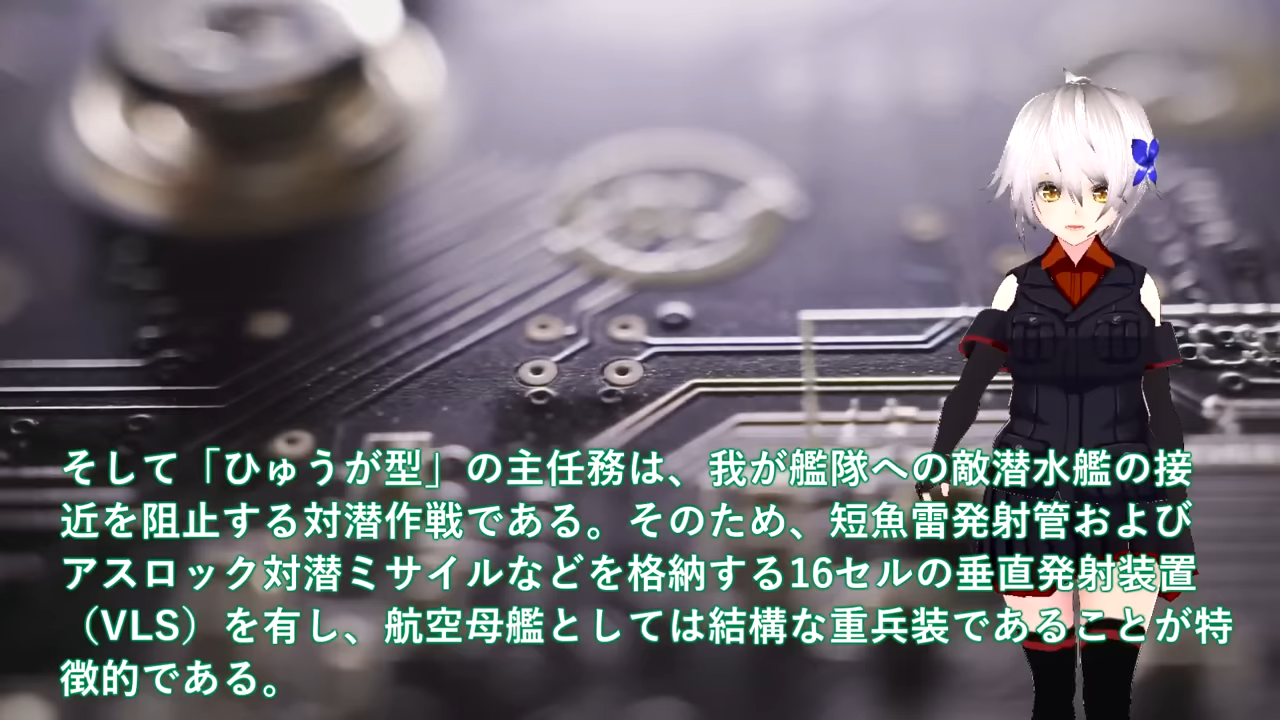 そして「ひゅうが型」の主任務は、我が艦隊への敵潜水艦の接
近を阻止する対潜作戦である。そのため、短魚雷発射管および
アスロック対潜ミサイルなどを格納する16セルの垂直発射装置
（VLS）を有し、航空母艦としては結構な重兵装であることが特
徴的である。